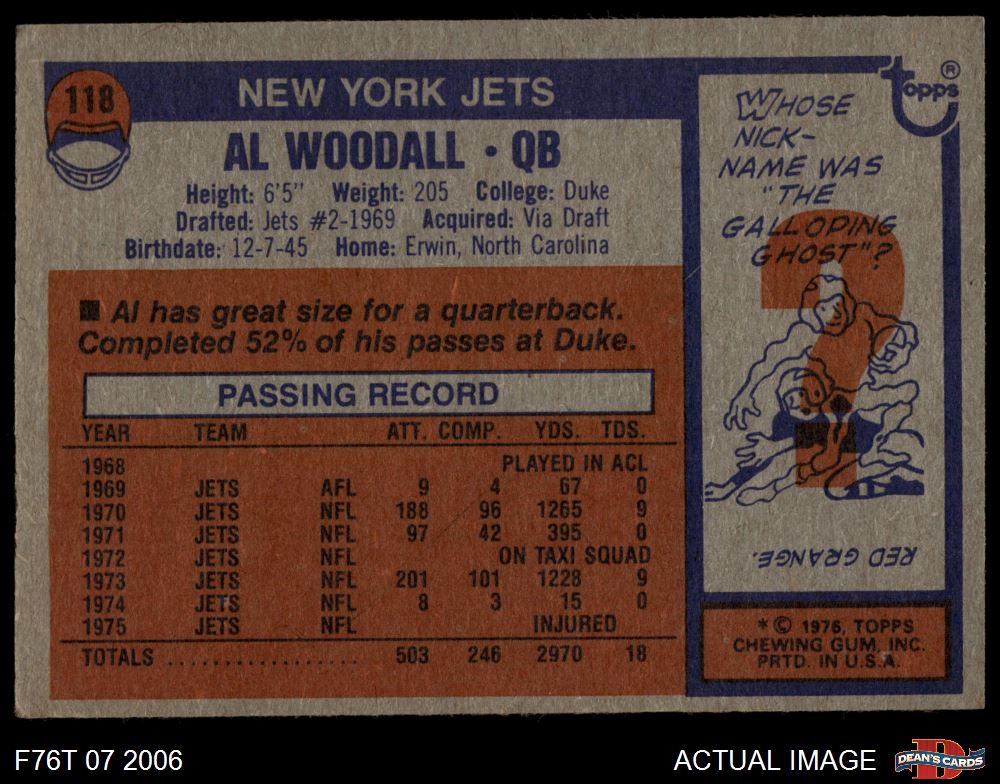 118
NEW YORK JETS
AL WOODALL • QB
Height: 6'5" Weight: 205 College: Duke
Drafted: Jets #2-1969 Acquired: Via Draft
Birthdate: 12-7-45 Home: Erwin, North Carolina
■ Al has great size for a quarterback.
Completed 52% of his passes at Duke.
PASSING RECORD
YEAR TEAM ATT. COMP. YDS. TDS.
1968 PLAYED IN ACL
1969 JETS AFL 9 4 67 0
1970 JETS NFL 188 96 1265 9
1971 JETS NFL 97 42 395 0
1972 JETS NFL ON TAXI SQUAD
1973 JETS NFL 201 101 1228 9
1974 JETS NFL 8 3 15 0
1975 JETS NFL INJURED
TOTALS .................. 503 246 2970 18
topps ®
WHOSE
NICK-
NAME WAS
"THE
GALLOPING
GHOST"?
RED GRANGE.
* © 1976, TOPPS
CHEWING GUM, INC.
PRTD. IN U.S.A.
F76T 07 2006
ACTUAL IMAGE
D
DEAN'S CARDS